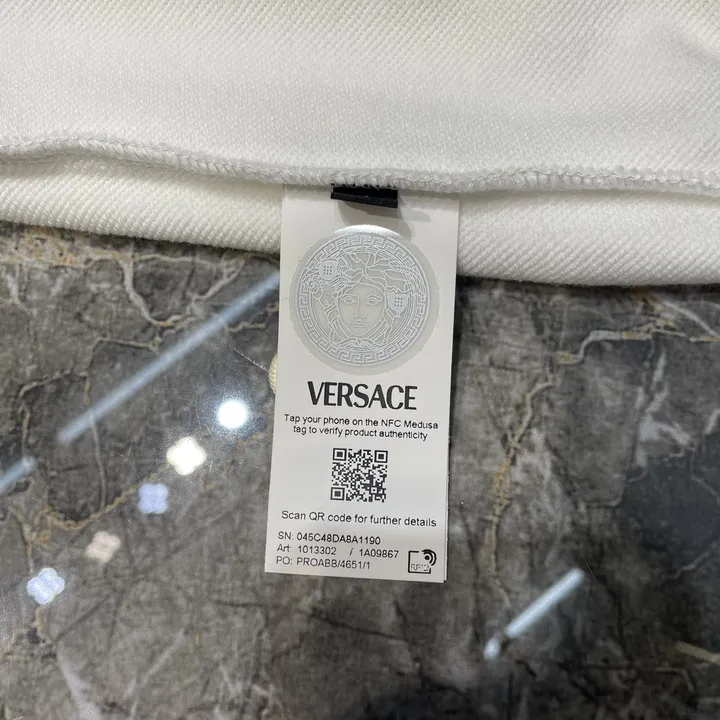 VERSACE
Tap your phone on the NFC Medusa
tag to verify product authenticity
Scan QR code for further details
SN: 045C48DA8A1190
Art: 1013302 / 1A09867
PO: PROABB/4651/1
RFID